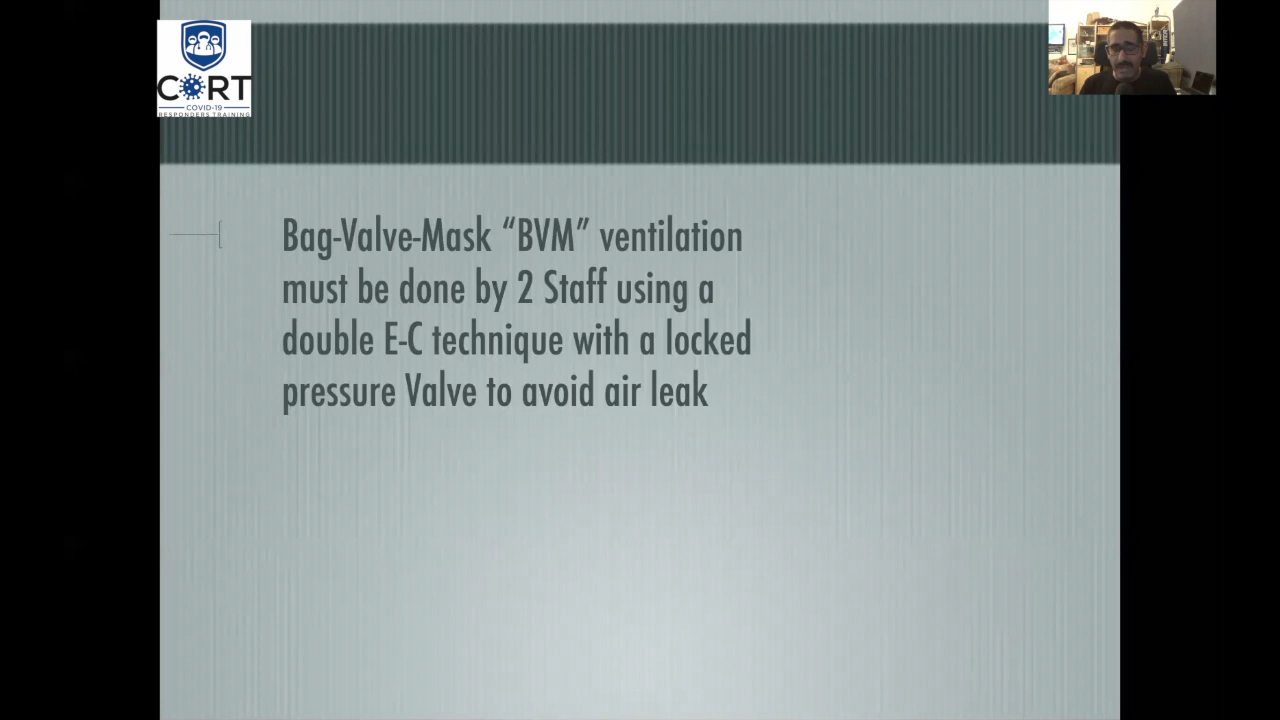 CORT
COVID-19
RESPONDERS TRAINING
Bag-Valve-Mask “BVM” ventilation
must be done by 2 Staff using a
double E-C technique with a locked
pressure Valve to avoid air leak